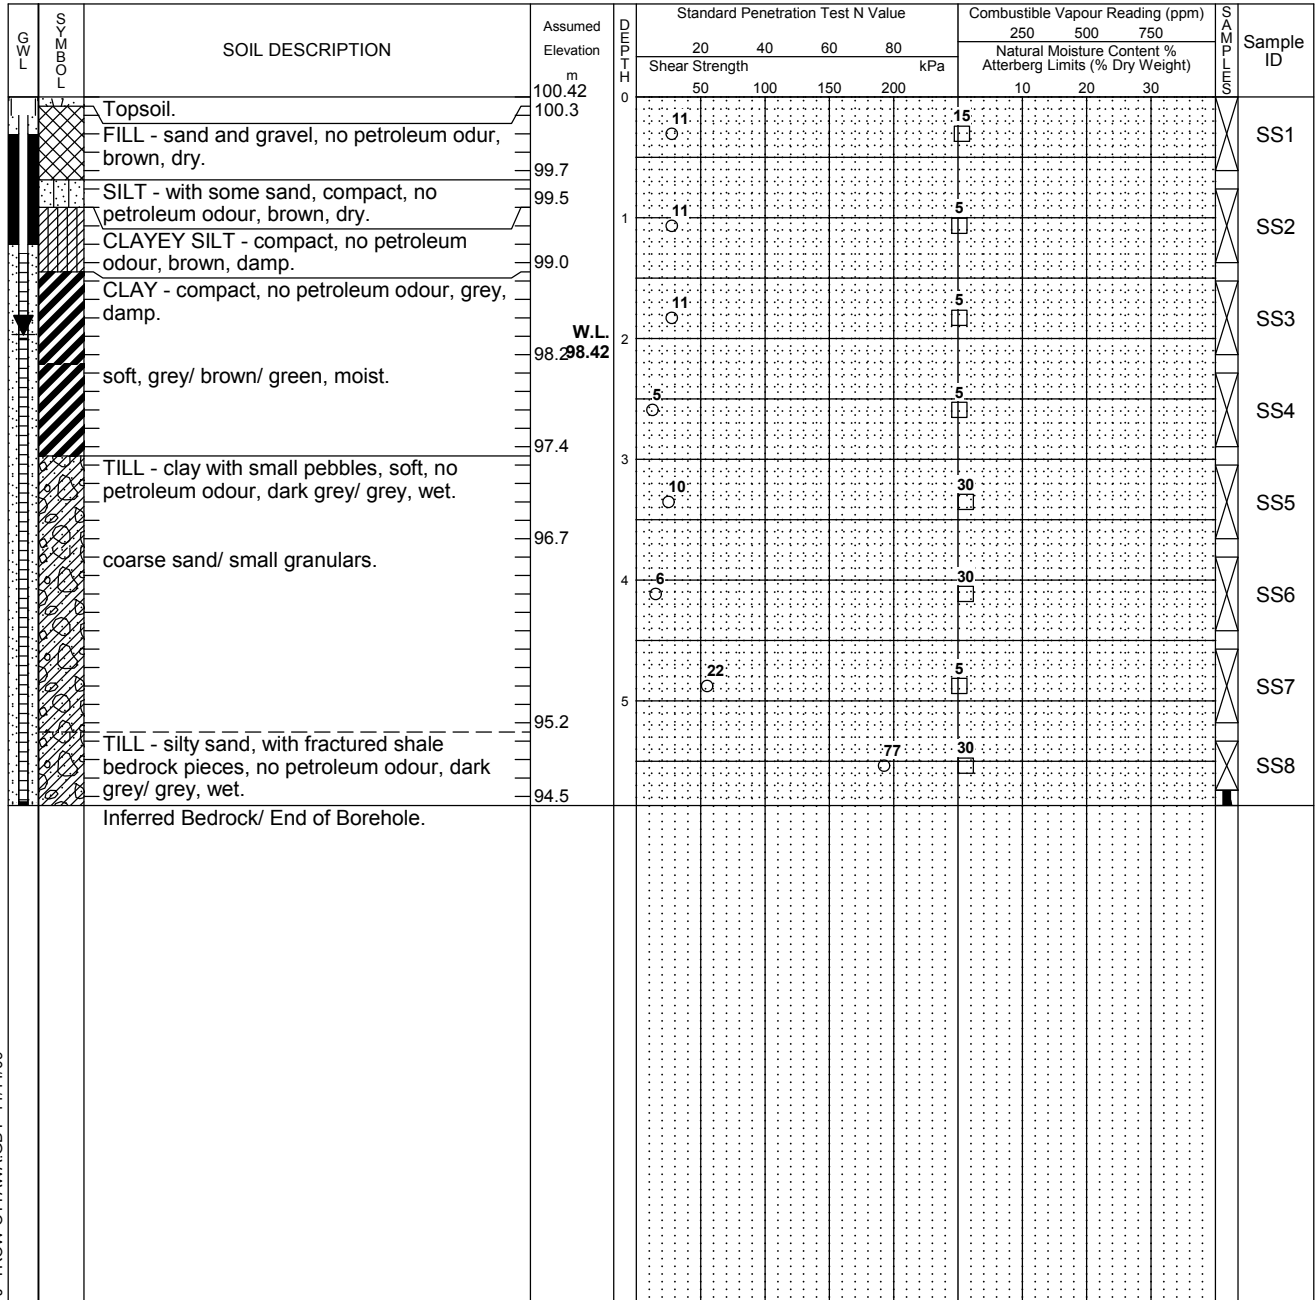 GWL
SYMBOL
SOIL DESCRIPTION
Assumed
Elevation
m
100.42
DEPTH
Standard Penetration Test N Value
20 40 60 80
Shear Strength kPa
50 100 150 200
Combustible Vapour Reading (ppm)
250 500 750
Natural Moisture Content %
Atterberg Limits (% Dry Weight)
10 20 30
SAMPLES
Sample
ID
0
Topsoil.
100.3
FILL - sand and gravel, no petroleum odur,
brown, dry.
99.7
11
15
SS1
SILT - with some sand, compact, no
petroleum odour, brown, dry.
99.5
1
11
5
SS2
CLAYEY SILT - compact, no petroleum
odour, brown, damp.
99.0
CLAY - compact, no petroleum odour, grey,
damp.
11
5
SS3
W.L.
98.42
98.2
2
soft, grey/ brown/ green, moist.
5
5
SS4
97.4
3
TILL - clay with small pebbles, soft, no
petroleum odour, dark grey/ grey, wet.
10
30
SS5
96.7
coarse sand/ small granulars.
4
6
30
SS6
22
5
SS7
5
95.2
TILL - silty sand, with fractured shale
bedrock pieces, no petroleum odour, dark
grey/ grey, wet.
77
30
SS8
94.5
Inferred Bedrock/ End of Borehole.